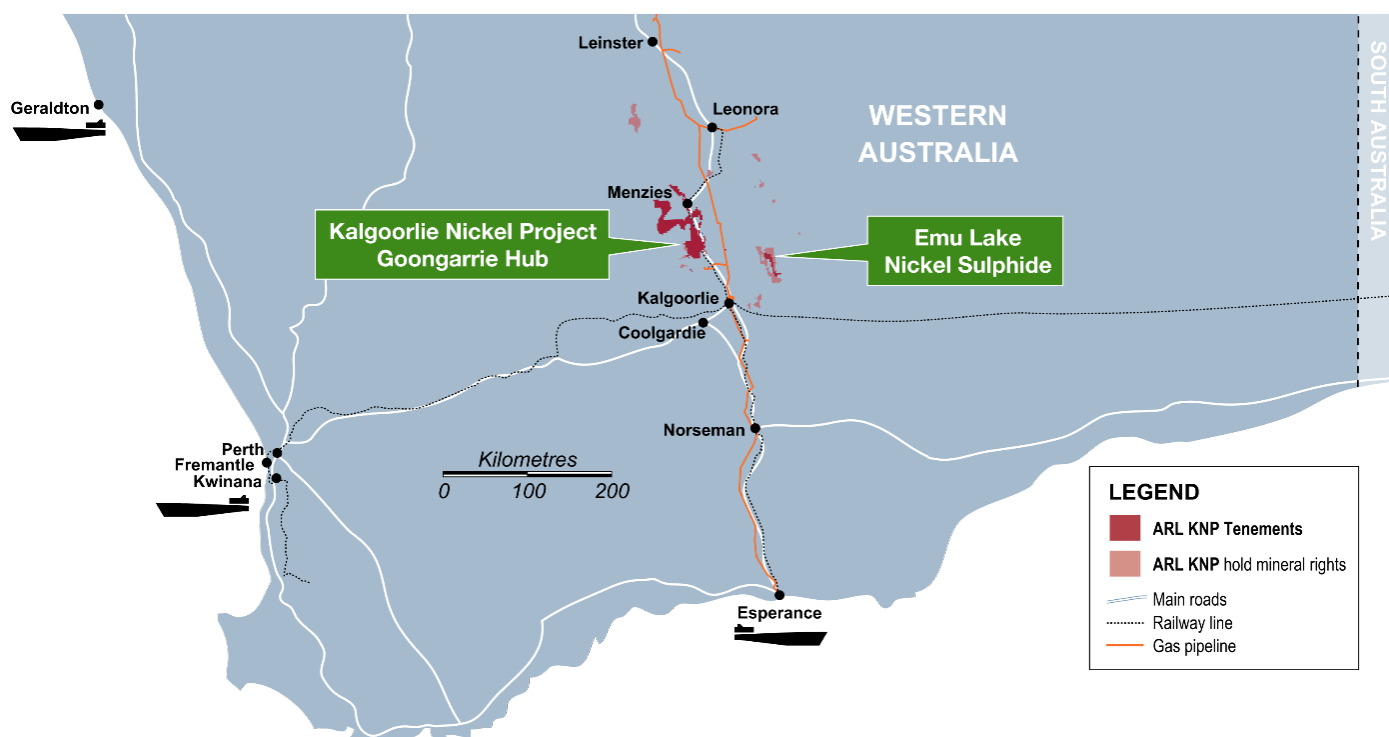 Leinster
Geraldton
Leonora
WESTERN
AUSTRALIA
SOUTH AUSTRALIA
Menzies
Kalgoorlie Nickel Project
Goongarrie Hub
Emu Lake
Nickel Sulphide
Kalgoorlie
Coolgardie
Norseman
Perth
Fremantle
Kwinana
Kilometres
0 100 200
Esperance
LEGEND
ARL KNP Tenements
ARL KNP hold mineral rights
Main roads
Railway line
Gas pipeline